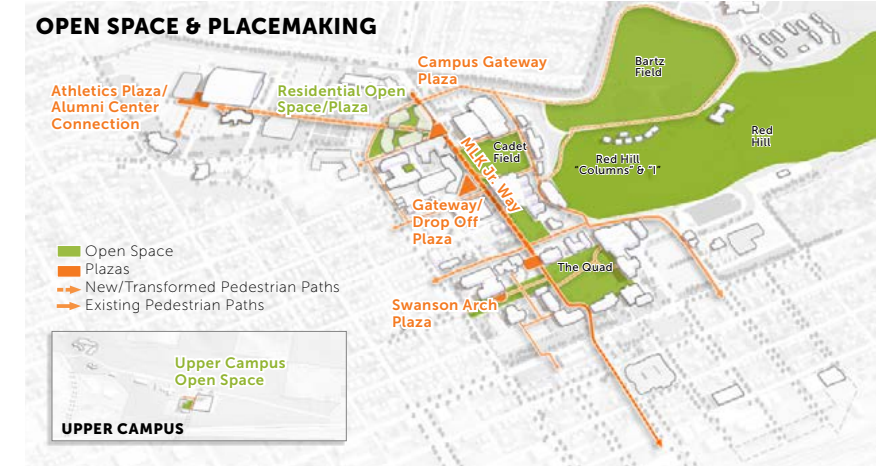 OPEN SPACE & PLACEMAKING
Campus Gateway
Plaza
Bartz
Field
Athletics Plaza/
Alumni Center
Connection
Residential Open
Space/Plaza
Red
Hill
Cadet
Field
MLK Jr. Way
Red Hill
"Columns" & "I"
Gateway/
Drop Off
Plaza
Open Space
Plazas
New/Transformed Pedestrian Paths
Existing Pedestrian Paths
The Quad
Swanson Arch
Plaza
Upper Campus
Open Space
UPPER CAMPUS